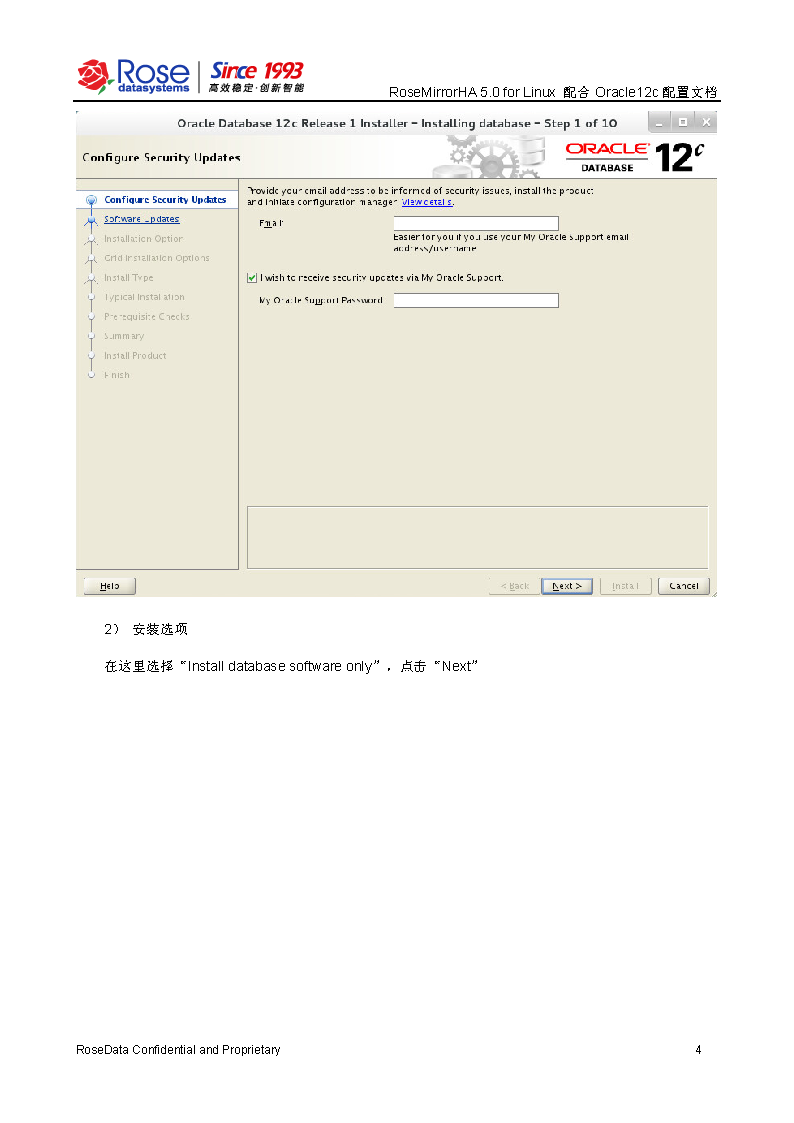 Rose
datasystems
Since 1993
高效稳定·创新智能
RoseMirrorHA 5.0 for Linux 配合 Oracle12c 配置文档
Oracle Database 12c Release 1 Installer - Installing database - Step 1 of 10
Configure Security Updates
ORACLE
DATABASE
12c
Configure Security Updates
Software Updates
Installation Option
Grid Installation Options
Install Type
Typical Installation
Prerequisite Checks
Summary
Install Product
Finish
Provide your email address to be informed of security issues, install the product
and initiate configuration manager. View details.
Email:
Easier for you if you use your My Oracle Support email
address/username.
I wish to receive security updates via My Oracle Support.
My Oracle Support Password:
Help
< Back
Next >
Install
Cancel
2） 安装选项
在这里选择“Install database software only”，点击“Next”
RoseData Confidential and Proprietary
4